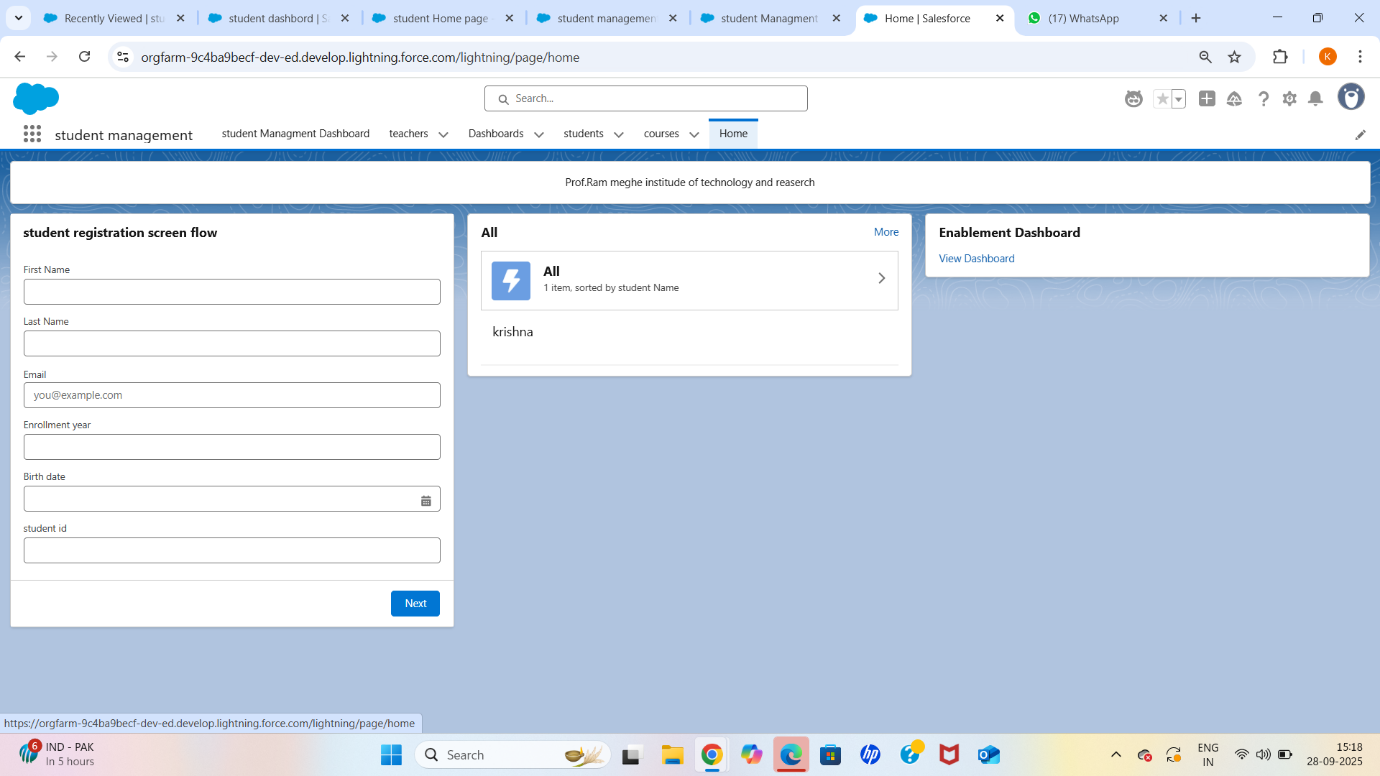 Recently Viewed | stu
student dashbord | S
student Home page
student managemen
student Managment
Home | Salesforce
(17) WhatsApp
orgfarm-9c4ba9becf-dev-ed.develop.lightning.force.com/lightning/page/home
K
Search...
student management
student Managment Dashboard
teachers
Dashboards
students
courses
Home
Prof.Ram meghe institude of technology and reaserch
student registration screen flow
First Name
Last Name
Email
you@example.com
Enrollment year
Birth date
student id
Next
All
More
All
1 item, sorted by student Name
krishna
Enablement Dashboard
View Dashboard
https://orgfarm-9c4ba9becf-dev-ed.develop.lightning.force.com/lightning/page/home
6
IND - PAK
In 5 hours
Search
ENG
IN
15:18
28-09-2025